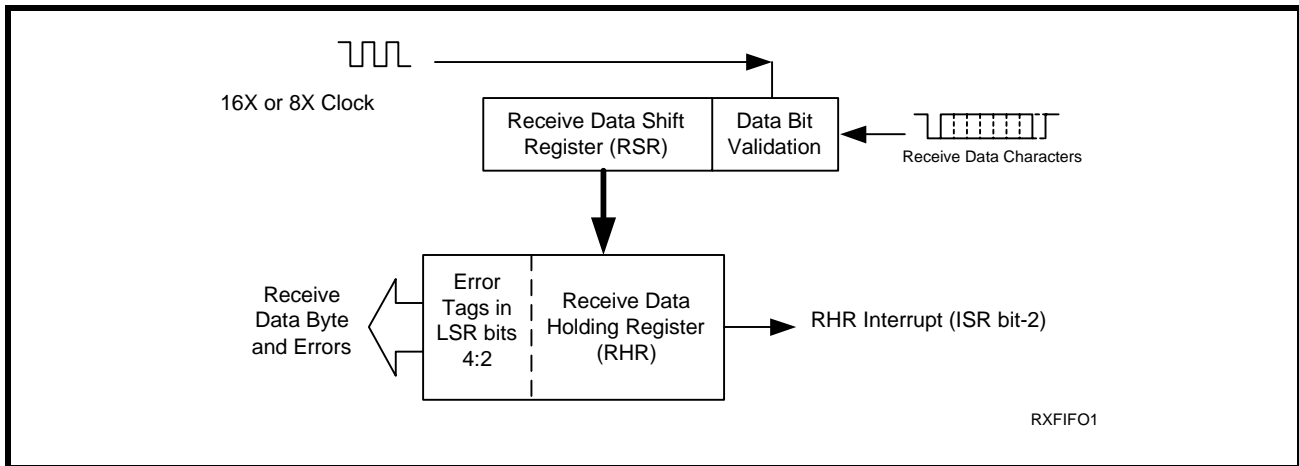 16X or 8X Clock
Receive Data Shift
Register (RSR)
Data Bit
Validation
Receive Data Characters
Receive
Data Byte
and Errors
Error
Tags in
LSR bits
4:2
Receive Data
Holding Register
(RHR)
RHR Interrupt (ISR bit-2)
RXFIFO1